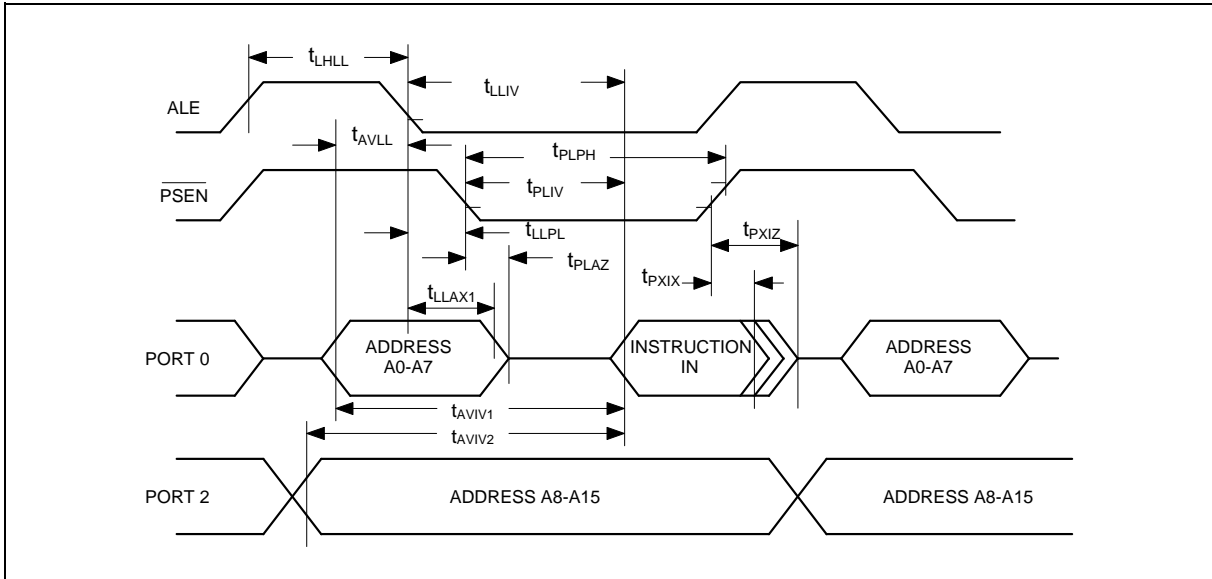 tLHLL
tLLIV
ALE
tAVLL
tPLPH
PSEN
tPLIV
tLLPL
tPXIZ
tPLAZ
tPXIX
tLLAX1
PORT 0
ADDRESS
A0-A7
INSTRUCTION
IN
ADDRESS
A0-A7
tAVIV1
tAVIV2
PORT 2
ADDRESS A8-A15
ADDRESS A8-A15